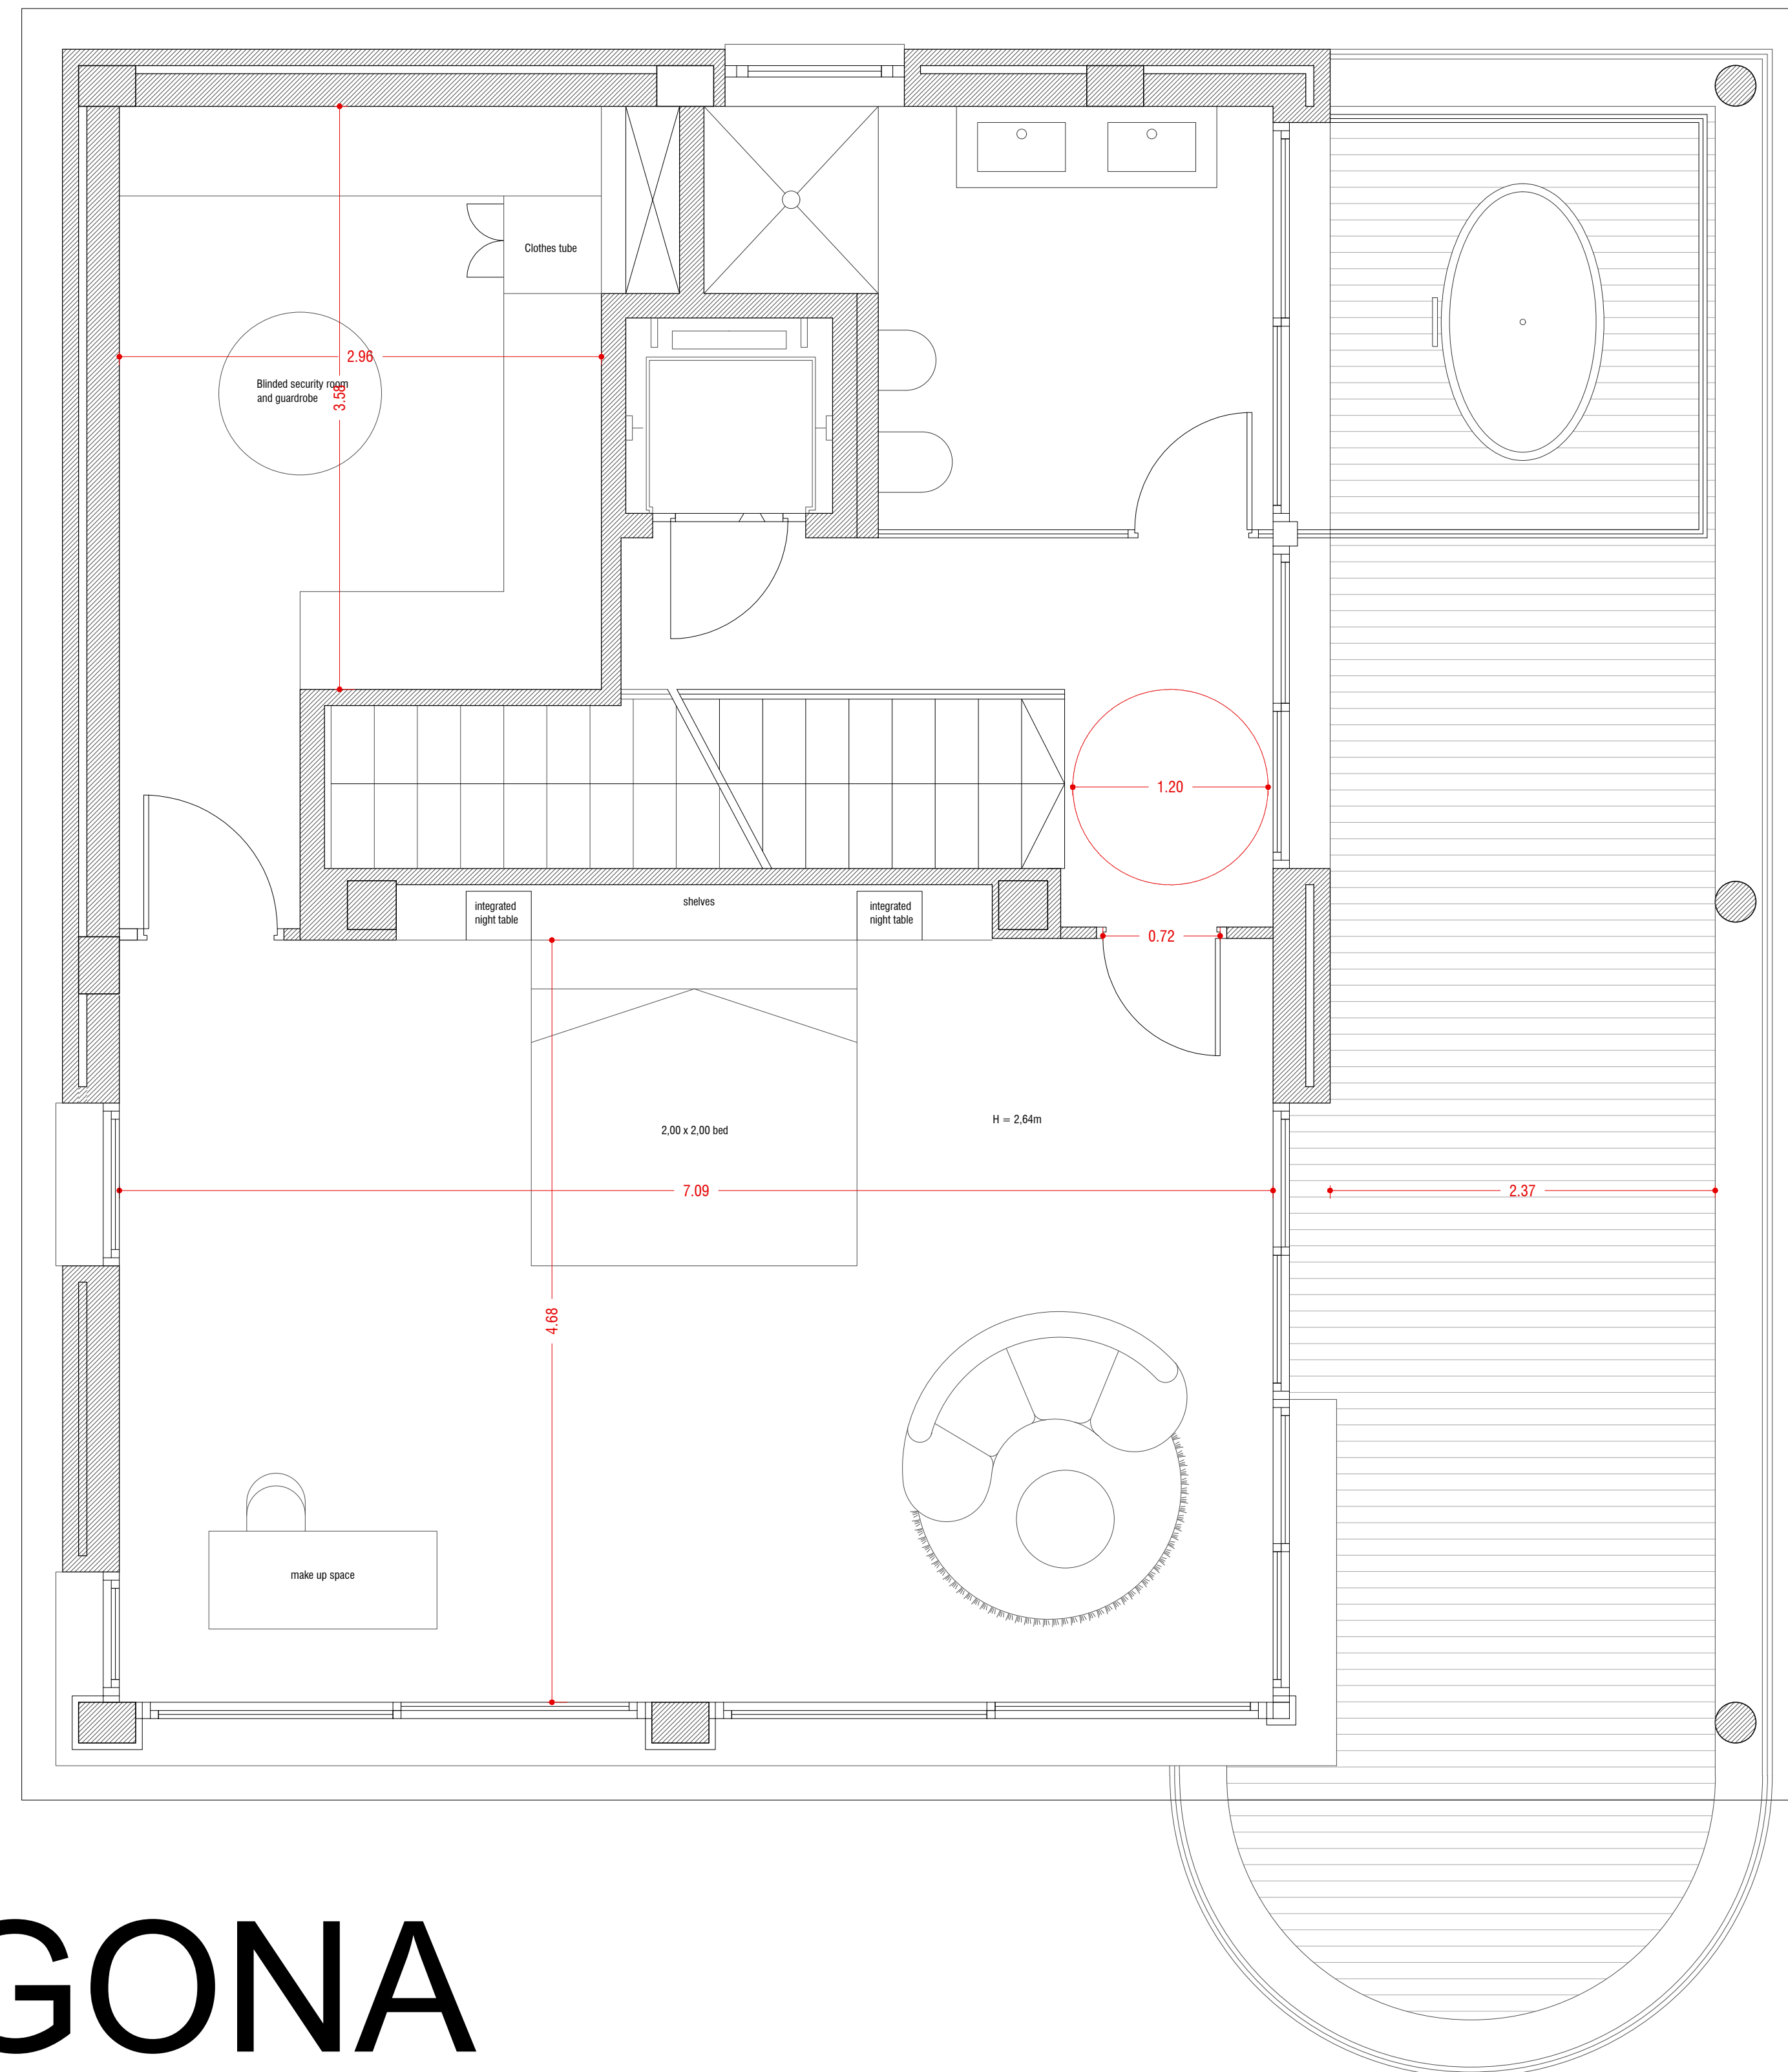 Clothes tube
2.96
Blinded security room
and guardrobe
3.58
1.20
integrated
night table
shelves
integrated
night table
0.72
H = 2,64m
2,00 x 2,00 bed
7.09
2.37
4.68
make up space
GONA